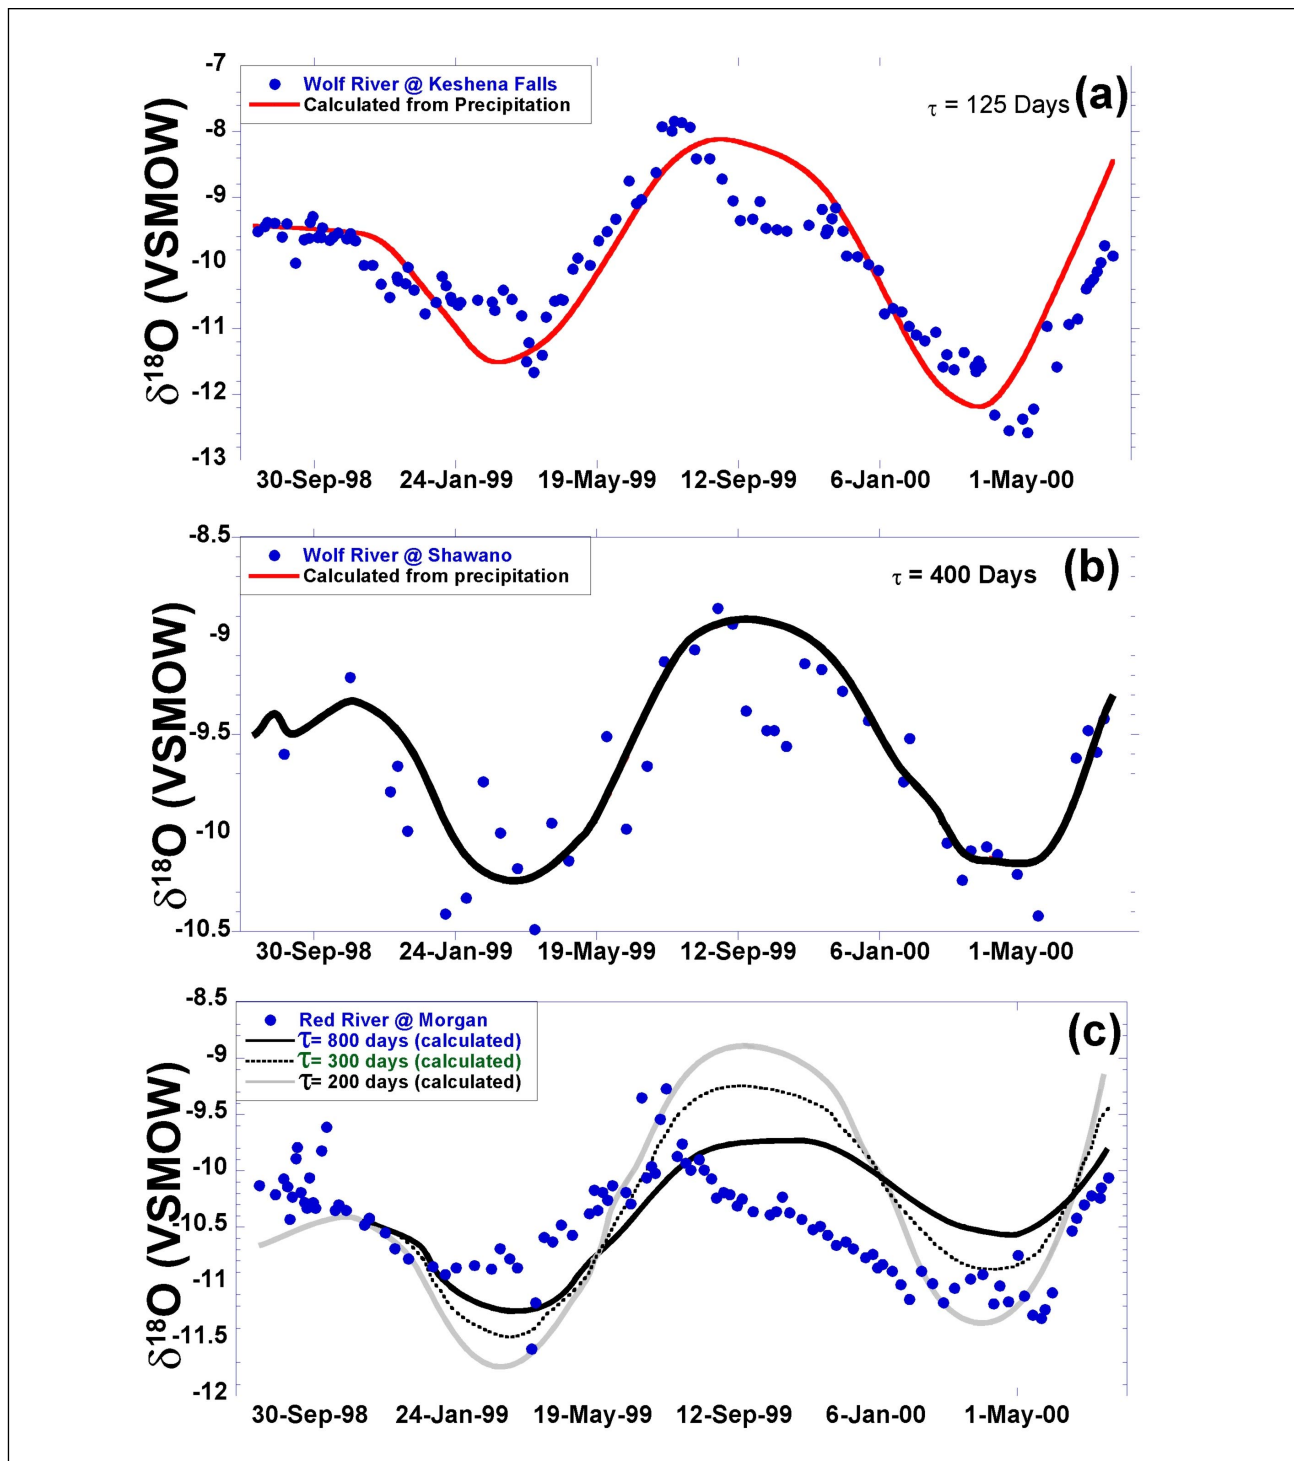 (a)
Wolf River @ Keshena Falls
Calculated from Precipitation
τ = 125 Days
δ18O (VSMOW)
-7
-8
-9
-10
-11
-12
-13
30-Sep-98 24-Jan-99 19-May-99 12-Sep-99 6-Jan-00 1-May-00
(b)
Wolf River @ Shawano
Calculated from precipitation
τ = 400 Days
δ18O (VSMOW)
-8.5
-9
-9.5
-10
-10.5
30-Sep-98 24-Jan-99 19-May-99 12-Sep-99 6-Jan-00 1-May-00
(c)
Red River @ Morgan
τ= 800 days (calculated)
τ= 300 days (calculated)
τ= 200 days (calculated)
δ18O (VSMOW)
-8.5
-9
-9.5
-10
-10.5
-11
-11.5
-12
30-Sep-98 24-Jan-99 19-May-99 12-Sep-99 6-Jan-00 1-May-00